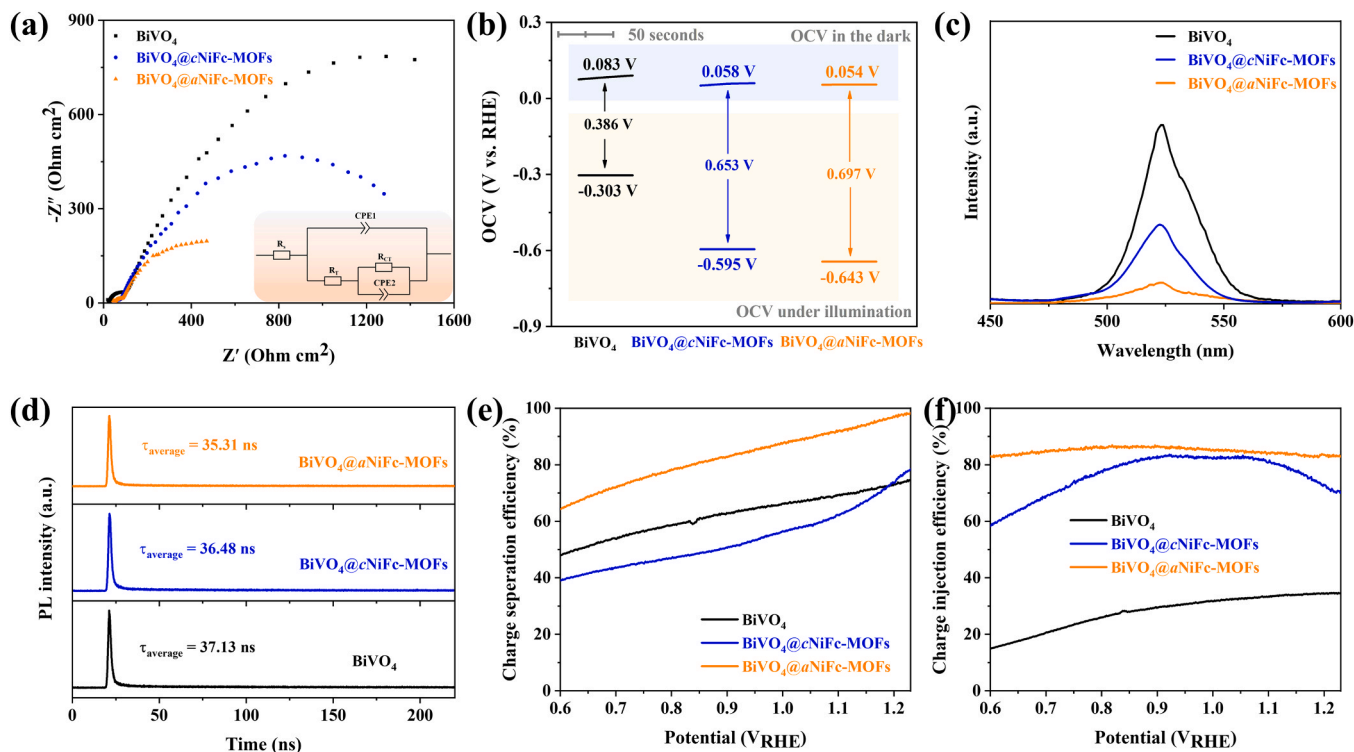 (a)
900
600
300
0
-Z″ (Ohm cm2)
BiVO4
BiVO4@cNiFc-MOFs
BiVO4@aNiFc-MOFs
CPE1
Rs
RCT
RT
CPE2
0 400 800 1200 1600
Z′ (Ohm cm2)
(b)
0.3
0.0
-0.3
-0.6
-0.9
OCV (V vs. RHE)
50 seconds
OCV in the dark
0.083 V
0.058 V
0.054 V
0.386 V
0.653 V
0.697 V
-0.303 V
-0.595 V
-0.643 V
OCV under illumination
BiVO4 BiVO4@cNiFc-MOFs BiVO4@aNiFc-MOFs
(c)
Intensity (a.u.)
BiVO4
BiVO4@cNiFc-MOFs
BiVO4@aNiFc-MOFs
450 500 550 600
Wavelength (nm)
(d)
PL intensity (a.u.)
τaverage = 35.31 ns
BiVO4@aNiFc-MOFs
τaverage = 36.48 ns
BiVO4@cNiFc-MOFs
τaverage = 37.13 ns
BiVO4
0 50 100 150 200
Time (ns)
(e)
100
80
60
40
20
0
Charge seperation efficiency (%)
BiVO4
BiVO4@cNiFc-MOFs
BiVO4@aNiFc-MOFs
0.6 0.7 0.8 0.9 1.0 1.1 1.2
Potential (VRHE)
(f)
100
80
60
40
20
0
Charge injection efficiency (%)
BiVO4
BiVO4@cNiFc-MOFs
BiVO4@aNiFc-MOFs
0.6 0.7 0.8 0.9 1.0 1.1 1.2
Potential (VRHE)